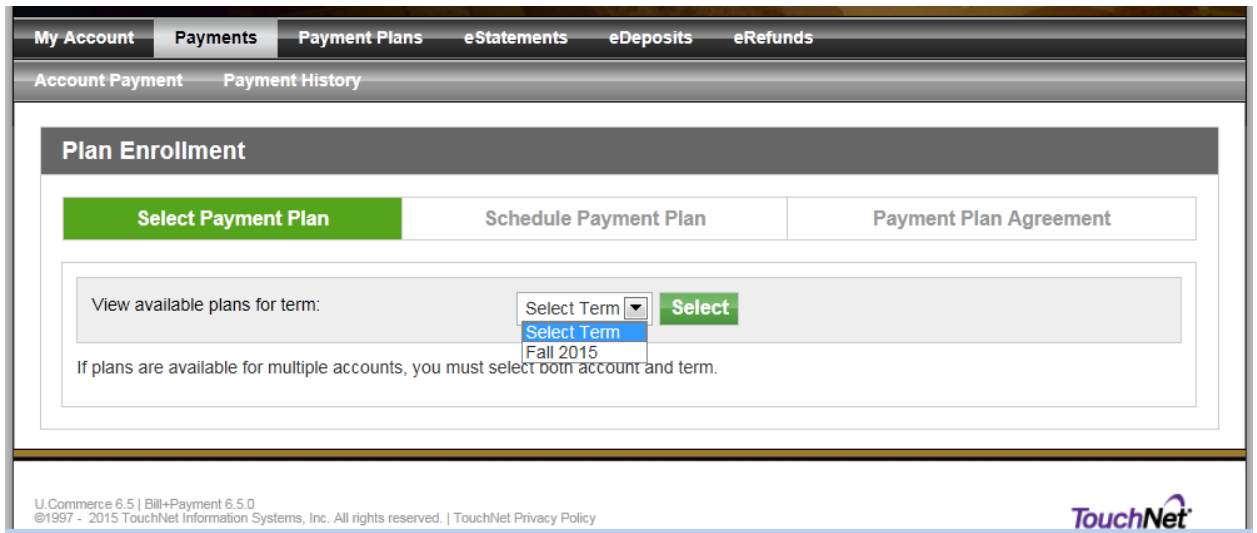 My Account Payments Payment Plans eStatements eDeposits eRefunds
Account Payment Payment History
Plan Enrollment
Select Payment Plan Schedule Payment Plan Payment Plan Agreement
View available plans for term: Select Term Select
Select Term
Fall 2015
If plans are available for multiple accounts, you must select both account and term.
U.Commerce 6.5 | Bill+Payment 6.5.0
©1997 - 2015 TouchNet Information Systems, Inc. All rights reserved. | TouchNet Privacy Policy
TouchNet